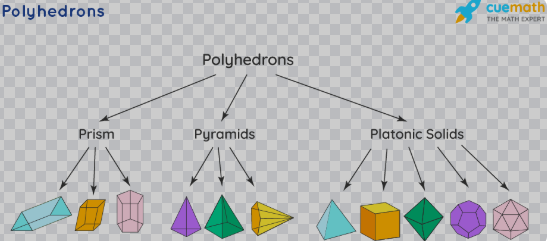 Polyhedrons
cuemath
THE MATH EXPERT
Polyhedrons
Prism
Pyramids
Platonic Solids